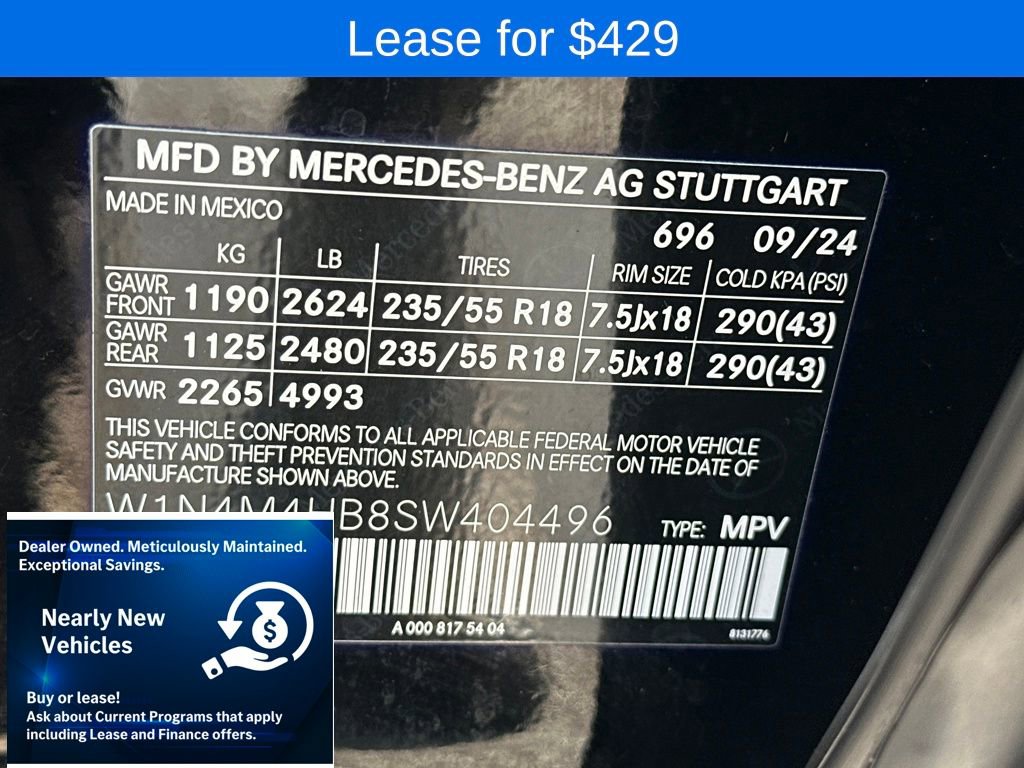 Lease for $429
MFD BY MERCEDES-BENZ AG STUTTGART
MADE IN MEXICO
696 09/24
KG LB TIRES RIM SIZE COLD KPA(PSI)
GAWR FRONT 1190 2624 235/55 R18 7.5Jx18 290(43)
GAWR REAR 1125 2480 235/55 R18 7.5Jx18 290(43)
GVWR 2265 4993
THIS VEHICLE CONFORMS TO ALL APPLICABLE FEDERAL MOTOR VEHICLE
SAFETY AND THEFT PREVENTION STANDARDS IN EFFECT ON THE DATE OF
MANUFACTURE SHOWN ABOVE.
W1N4M4HB8SW404496 TYPE: MPV
A 000 817 54 04 8131776
Dealer Owned. Meticulously Maintained.
Exceptional Savings.
Nearly New
Vehicles
$
Buy or lease!
Ask about Current Programs that apply
including Lease and Finance offers.